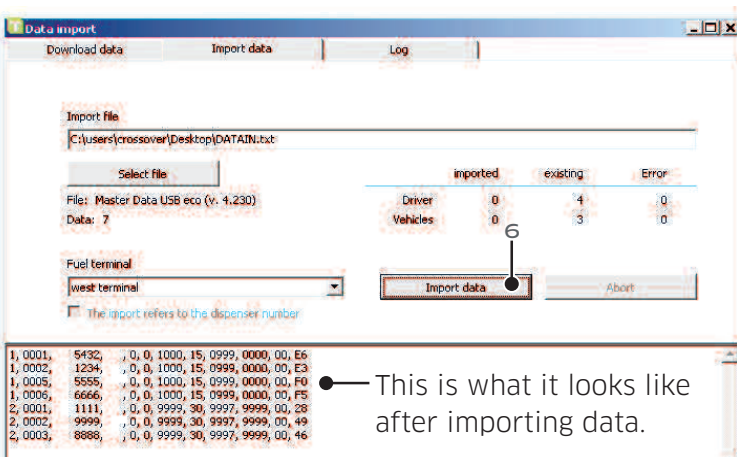 Data import
Download data Import data Log
Import file
C:\users\crossover\Desktop\DATAIN.txt
Select file
imported existing Error
File: Master Data USB eco (v. 4.230)
Driver 0 4 0
Data: 7
Vehicles 0 3 0
6
Fuel terminal
west terminal
Import data Abort
The import refers to the dispenser number
1, 0001, 5432, , 0, 0, 1000, 15, 0999, 0000, 00, E6
1, 0002, 1234, , 0, 0, 1000, 15, 0999, 0000, 00, E3
1, 0005, 5555, , 0, 0, 1000, 15, 0999, 0000, 00, F0
1, 0006, 6666, , 0, 0, 1000, 15, 0999, 0000, 00, F5
2, 0001, 1111, , 0, 0, 9999, 30, 9997, 9999, 00, 28
2, 0002, 9999, , 0, 0, 9999, 30, 9997, 9999, 00, 49
2, 0003, 8888, , 0, 0, 9999, 30, 9997, 9999, 00, 46
This is what it looks like
after importing data.